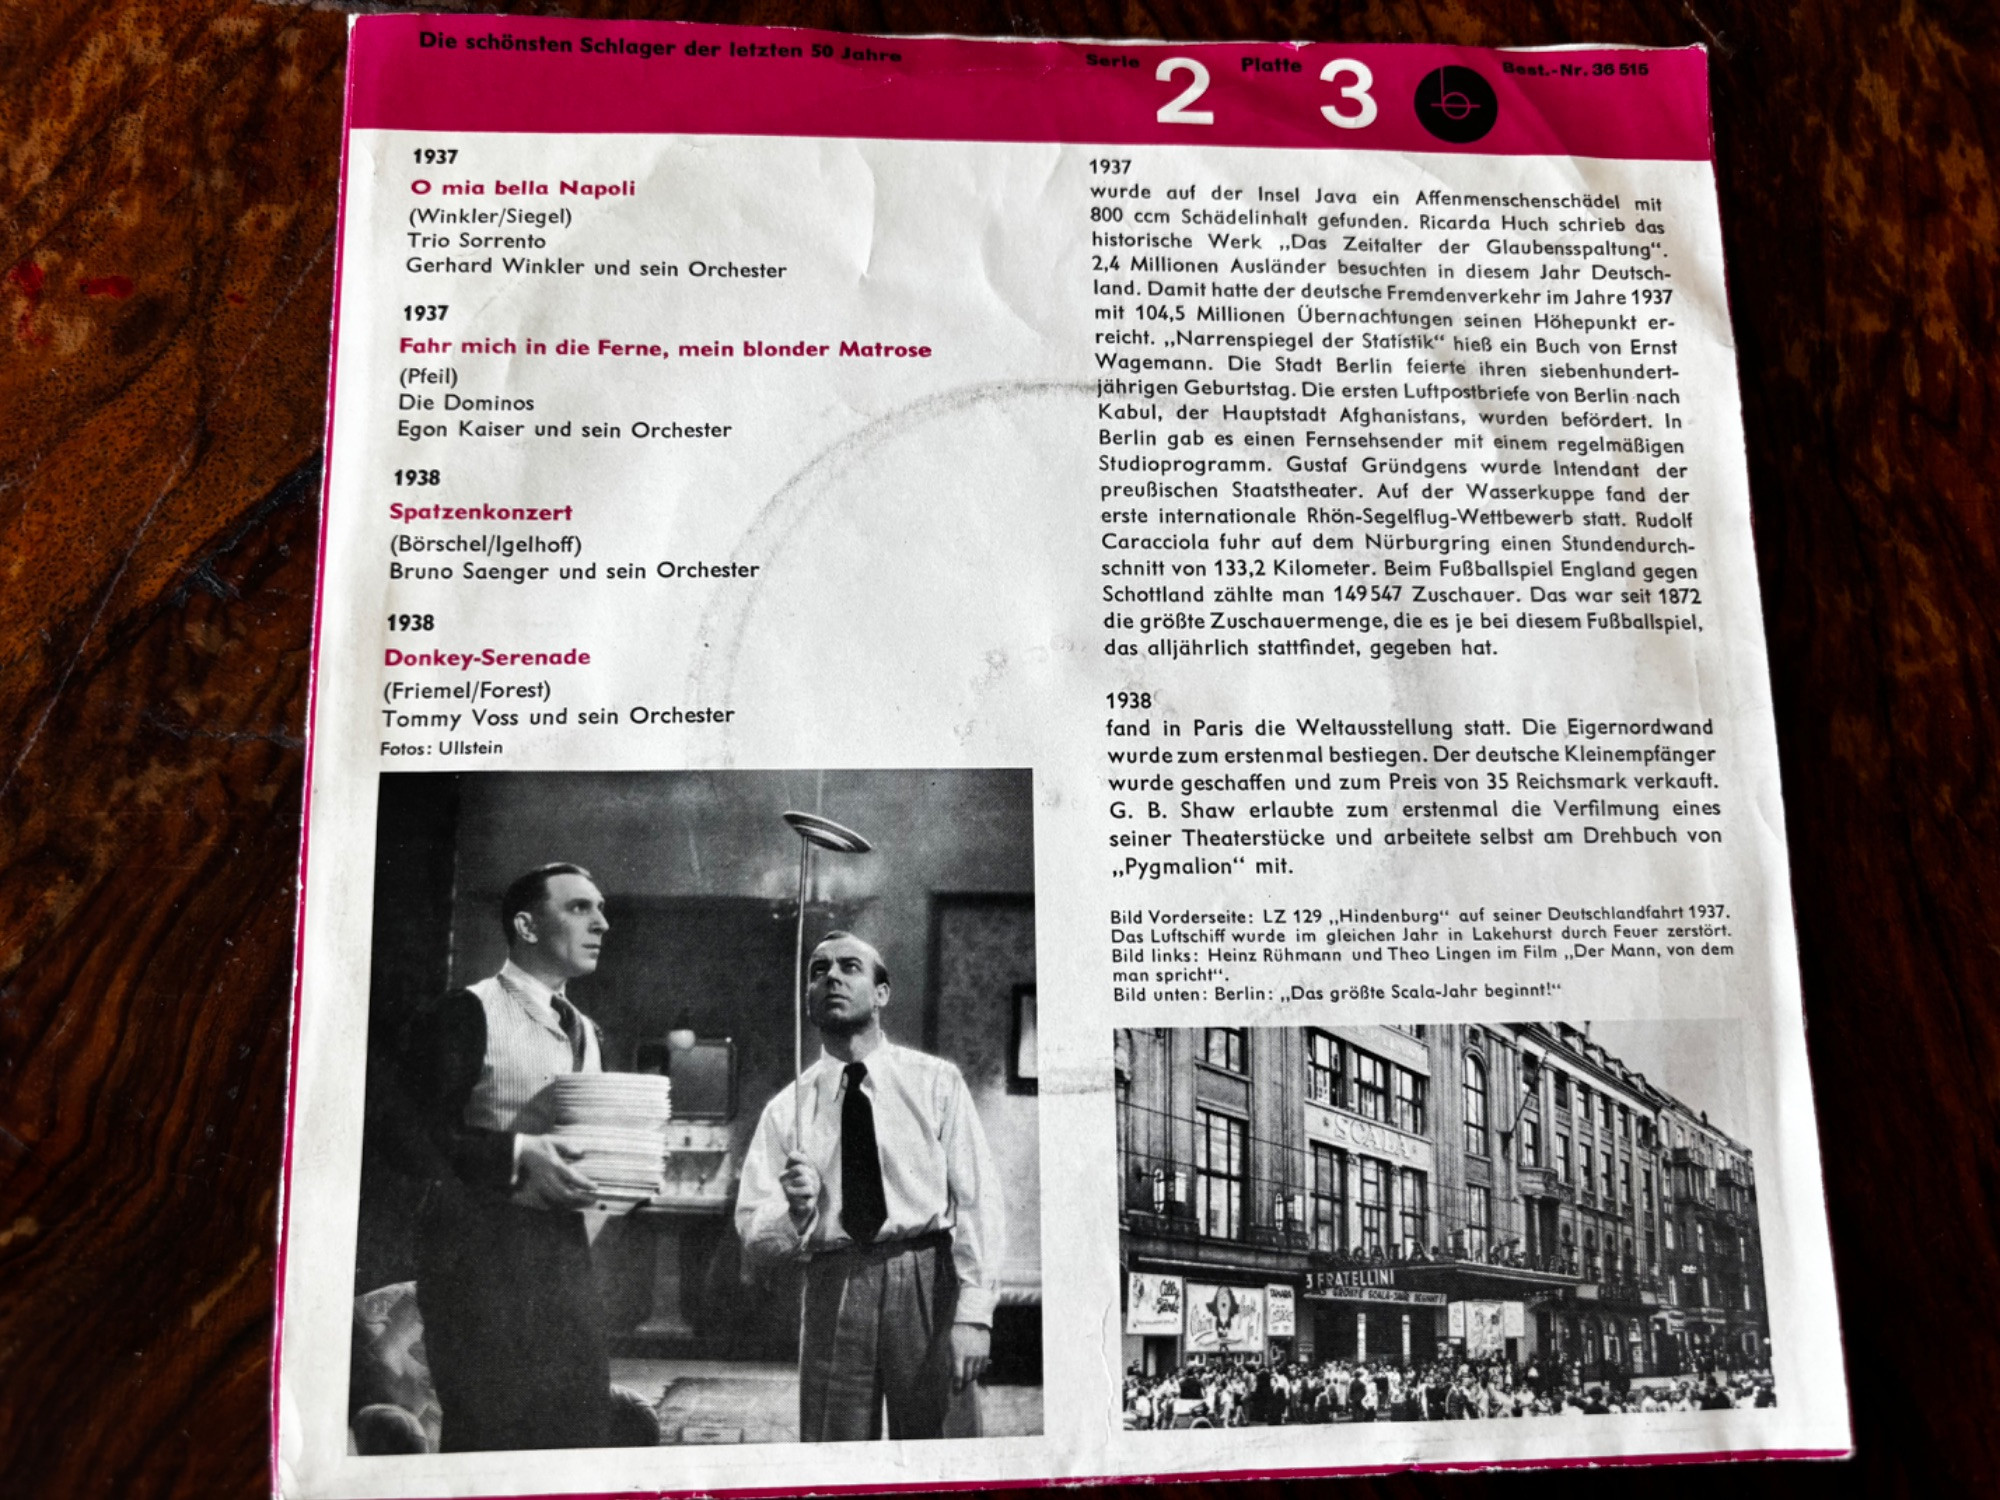 Die schönsten Schlager der letzten 50 Jahre
Serie 2 Platte 3 Best.-Nr. 36 515
1937
O mia bella Napoli
(Winkler/Siegel)
Trio Sorrento
Gerhard Winkler und sein Orchester
1937
Fahr mich in die Ferne, mein blonder Matrose
(Pfeil)
Die Dominos
Egon Kaiser und sein Orchester
1938
Spatzenkonzert
(Börschel/Igelhoff)
Bruno Saenger und sein Orchester
1938
Donkey-Serenade
(Friemel/Forest)
Tommy Voss und sein Orchester
Fotos: Ullstein
1937
wurde auf der Insel Java ein Affenmenschenschädel mit
800 ccm Schädelinhalt gefunden. Ricarda Huch schrieb das
historische Werk „Das Zeitalter der Glaubensspaltung“.
2,4 Millionen Ausländer besuchten in diesem Jahr Deutsch-
land. Damit hatte der deutsche Fremdenverkehr im Jahre 1937
mit 104,5 Millionen Übernachtungen seinen Höhepunkt er-
reicht. „Narrenspiegel der Statistik“ hieß ein Buch von Ernst
Wagemann. Die Stadt Berlin feierte ihren siebenhundert-
jährigen Geburtstag. Die ersten Luftpostbriefe von Berlin nach
Kabul, der Hauptstadt Afghanistans, wurden befördert. In
Berlin gab es einen Fernsehsender mit einem regelmäßigen
Studioprogramm. Gustaf Gründgens wurde Intendant der
preußischen Staatstheater. Auf der Wasserkuppe fand der
erste internationale Rhön-Segelflug-Wettbewerb statt. Rudolf
Caracciola fuhr auf dem Nürburgring einen Stundendurch-
schnitt von 133,2 Kilometer. Beim Fußballspiel England gegen
Schottland zählte man 149 547 Zuschauer. Das war seit 1872
die größte Zuschauermenge, die es je bei diesem Fußballspiel,
das alljährlich stattfindet, gegeben hat.
1938
fand in Paris die Weltausstellung statt. Die Eigernordwand
wurde zum erstenmal bestiegen. Der deutsche Kleinempfänger
wurde geschaffen und zum Preis von 35 Reichsmark verkauft.
G. B. Shaw erlaubte zum erstenmal die Verfilmung eines
seiner Theaterstücke und arbeitete selbst am Drehbuch von
„Pygmalion“ mit.
Bild Vorderseite: LZ 129 „Hindenburg“ auf seiner Deutschlandfahrt 1937.
Das Luftschiff wurde im gleichen Jahr in Lakehurst durch Feuer zerstört.
Bild links: Heinz Rühmann und Theo Lingen im Film „Der Mann, von dem
man spricht“.
Bild unten: Berlin: „Das größte Scala-Jahr beginnt!“
SCALA
SCALA
3 FRATELLINI
DAS GRÖSSTE SCALA-JAHR BEGINNT!